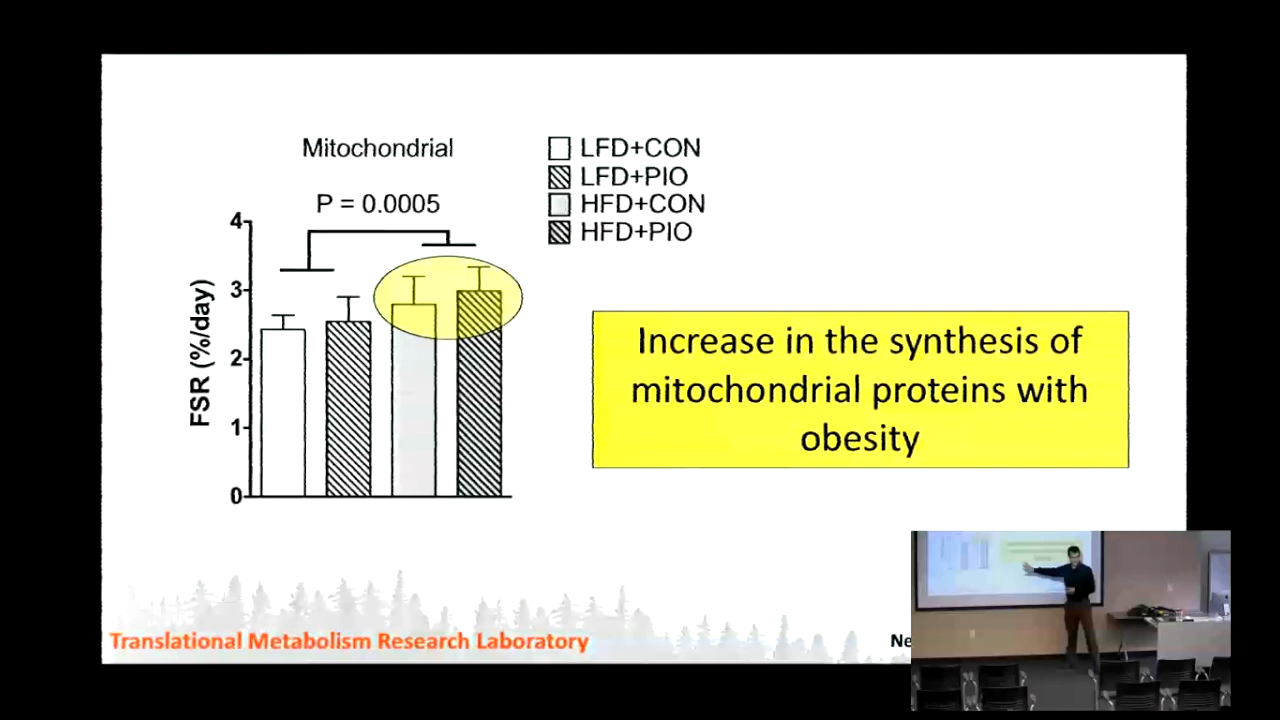 Mitochondrial
P = 0.0005
4
3
2
1
0
FSR (%/day)
LFD+CON
LFD+PIO
HFD+CON
HFD+PIO
Increase in the synthesis of
mitochondrial proteins with
obesity
Translational Metabolism Research Laboratory